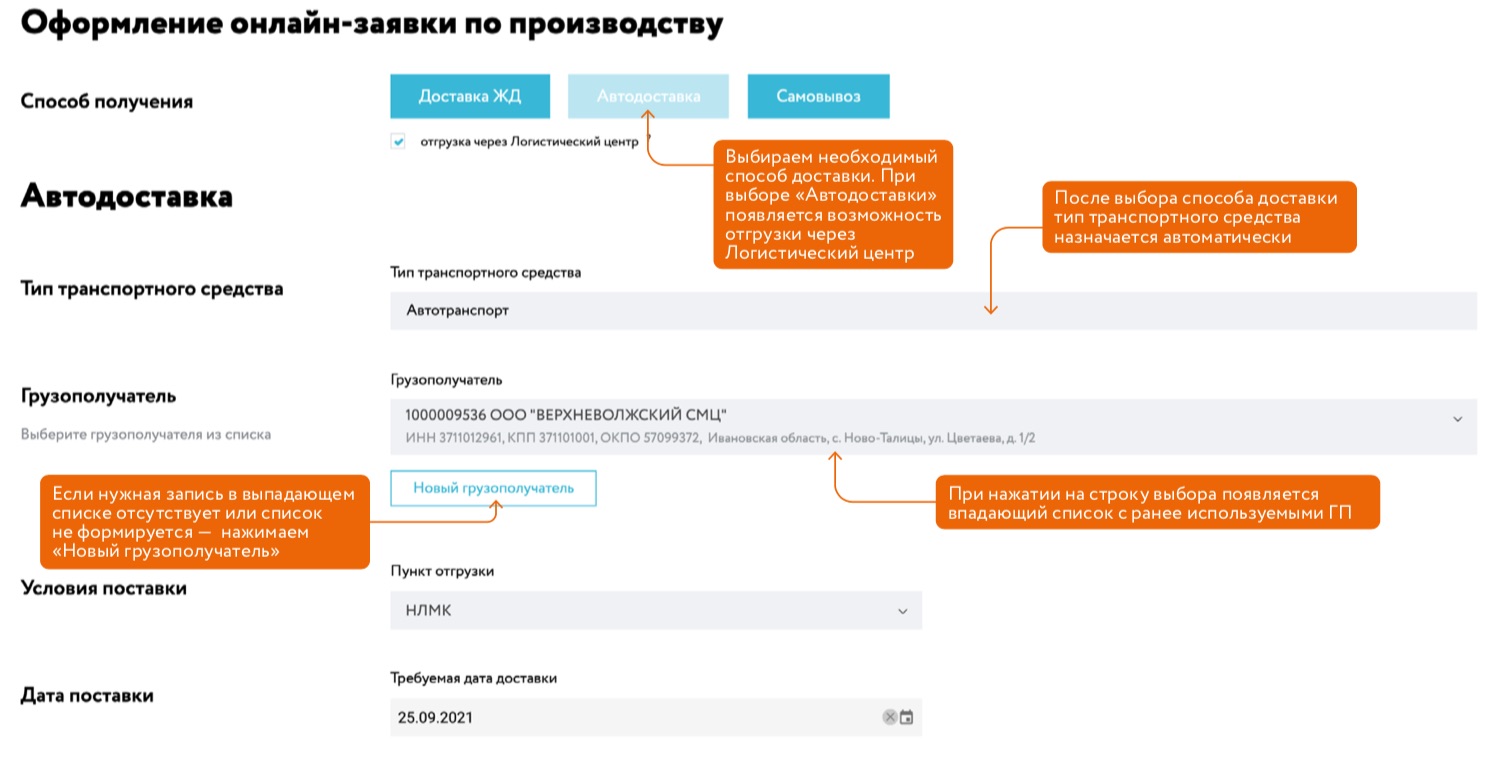 Оформление онлайн-заявки по производству
Способ получения
Доставка ЖД
Автодоставка
Самовывоз
отгрузка через Логистический центр
Выбираем необходимый
способ доставки. При
выборе «Автодоставки»
появляется возможность
отгрузки через
Логистический центр
После выбора способа доставки
тип транспортного средства
назначается автоматически
Автодоставка
Тип транспортного средства
Тип транспортного средства
Автотранспорт
Грузополучатель
Выберите грузополучателя из списка
Грузополучатель
1000009536 ООО "ВЕРХНЕВОЛЖСКИЙ СМЦ"
ИНН 3711012961, КПП 371101001, ОКПО 57099372, Ивановская область, с. Ново-Талицы, ул. Цветаева, д. 1/2
Новый грузополучатель
Если нужная запись в выпадающем
списке отсутствует или список
не формируется — нажимаем
«Новый грузополучатель»
При нажатии на строку выбора появляется
впадающий список с ранее используемыми ГП
Условия поставки
Пункт отгрузки
НЛМК
Дата поставки
Требуемая дата доставки
25.09.2021